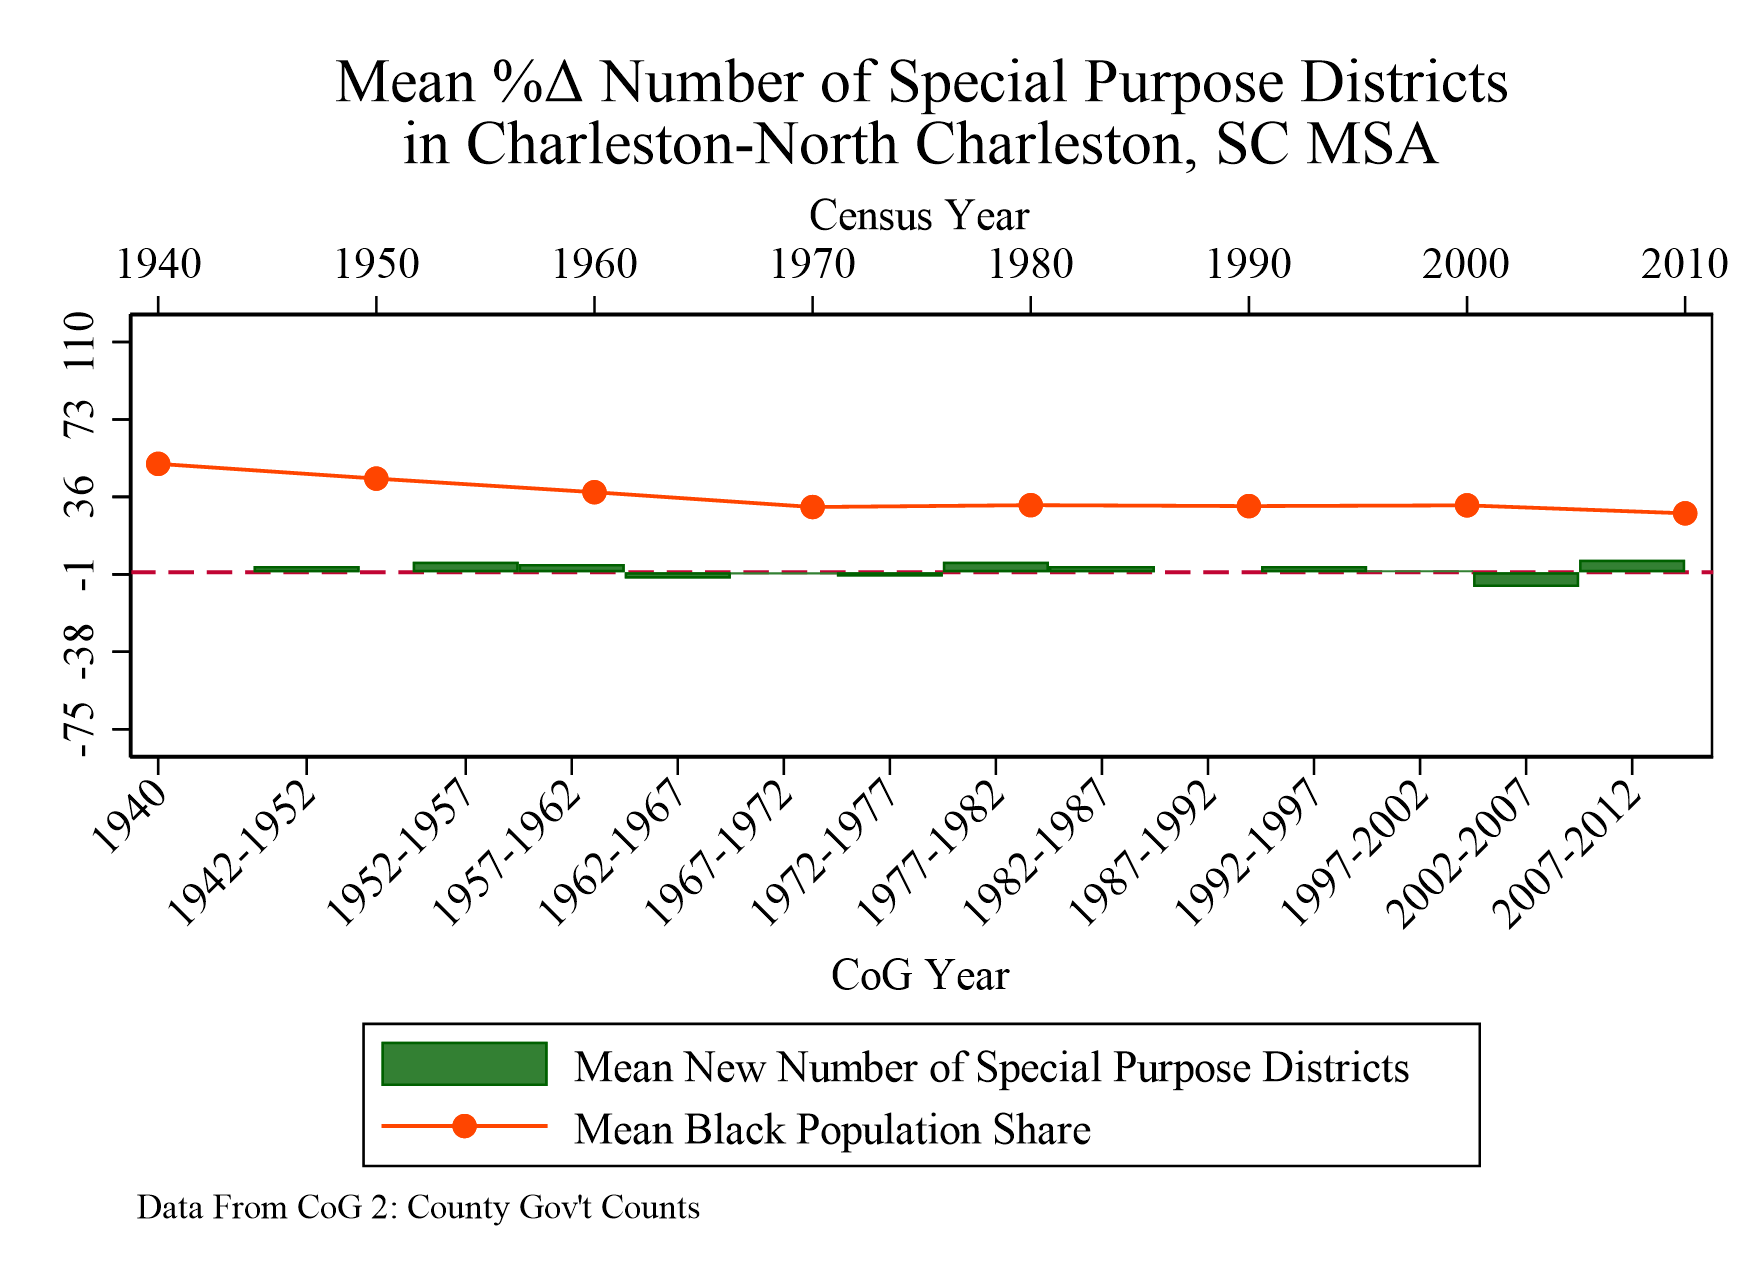 Mean %Δ Number of Special Purpose Districts
in Charleston-North Charleston, SC MSA
Census Year
1940 1950 1960 1970 1980 1990 2000 2010
110
73
36
-1
-38
-75
1940 1942-1952 1952-1957 1957-1962 1962-1967 1967-1972 1972-1977 1977-1982 1982-1987 1987-1992 1992-1997 1997-2002 2002-2007 2007-2012
CoG Year
Mean New Number of Special Purpose Districts
Mean Black Population Share
Data From CoG 2: County Gov't Counts